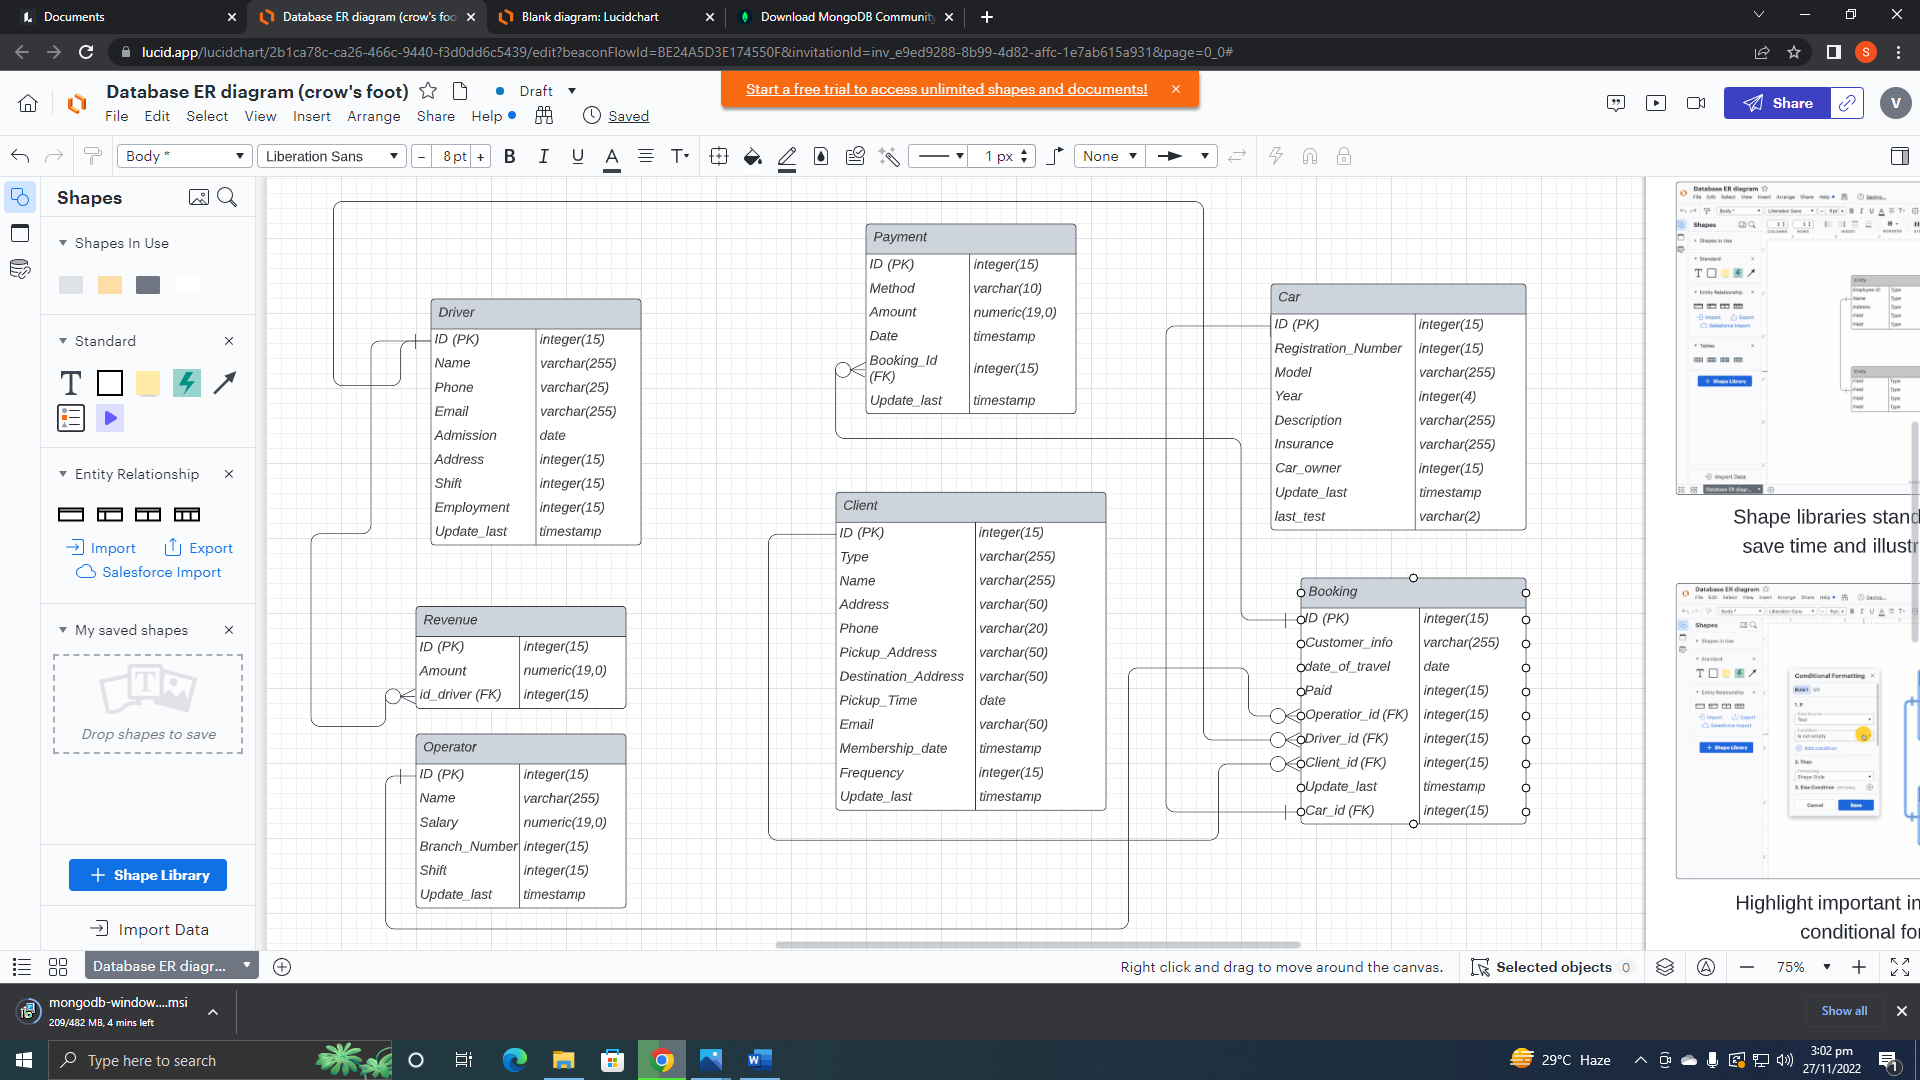 Documents
Database ER diagram (crow's foo
Blank diagram: Lucidchart
Download MongoDB Community
lucid.app/lucidchart/2b1ca78c-ca26-466c-9440-f3d0dd6c5439/edit?beaconFlowId=BE24A5D3E174550F&invitationId=inv_e9ed9288-8b99-4d82-affc-1e7ab615a931&page=0_0#
S
Database ER diagram (crow's foot)
Draft
Start a free trial to access unlimited shapes and documents!
File Edit Select View Insert Arrange Share Help
Saved
Share
V
Body *
Liberation Sans
- 8 pt +
B I U A
1 px
None
Shapes
Shapes In Use
Standard
T
Entity Relationship
Import
Export
Salesforce Import
My saved shapes
Drop shapes to save
+ Shape Library
Import Data
Driver
ID (PK) integer(15)
Name varchar(255)
Phone varchar(25)
Email varchar(255)
Admission date
Address integer(15)
Shift integer(15)
Employment integer(15)
Update_last timestamp
Revenue
ID (PK) integer(15)
Amount numeric(19,0)
id_driver (FK) integer(15)
Operator
ID (PK) integer(15)
Name varchar(255)
Salary numeric(19,0)
Branch_Number integer(15)
Shift integer(15)
Update_last timestamp
Payment
ID (PK) integer(15)
Method varchar(10)
Amount numeric(19,0)
Date timestamp
Booking_Id
(FK) integer(15)
Update_last timestamp
Client
ID (PK) integer(15)
Type varchar(255)
Name varchar(255)
Address varchar(50)
Phone varchar(20)
Pickup_Address varchar(50)
Destination_Address varchar(50)
Pickup_Time date
Email varchar(50)
Membership_date timestamp
Frequency integer(15)
Update_last timestamp
Car
ID (PK) integer(15)
Registration_Number integer(15)
Model varchar(255)
Year integer(4)
Description varchar(255)
Insurance varchar(255)
Car_owner integer(15)
Update_last timestamp
last_test varchar(2)
Booking
ID (PK) integer(15)
Customer_info varchar(255)
date_of_travel date
Paid integer(15)
Operatior_id (FK) integer(15)
Driver_id (FK) integer(15)
Client_id (FK) integer(15)
Update_last timestamp
Car_id (FK) integer(15)
Database ER diagram
Shapes
Shape libraries stand
save time and illustr
Database ER diagram
Shapes
Conditional Formatting
Cancel Save
Highlight important in
conditional fo
Database ER diagr...
Right click and drag to move around the canvas.
Selected objects 0
75%
mongodb-window....msi
209/482 MB, 4 mins left
Show all
Type here to search
29°C Haze
3:02 pm
27/11/2022
1